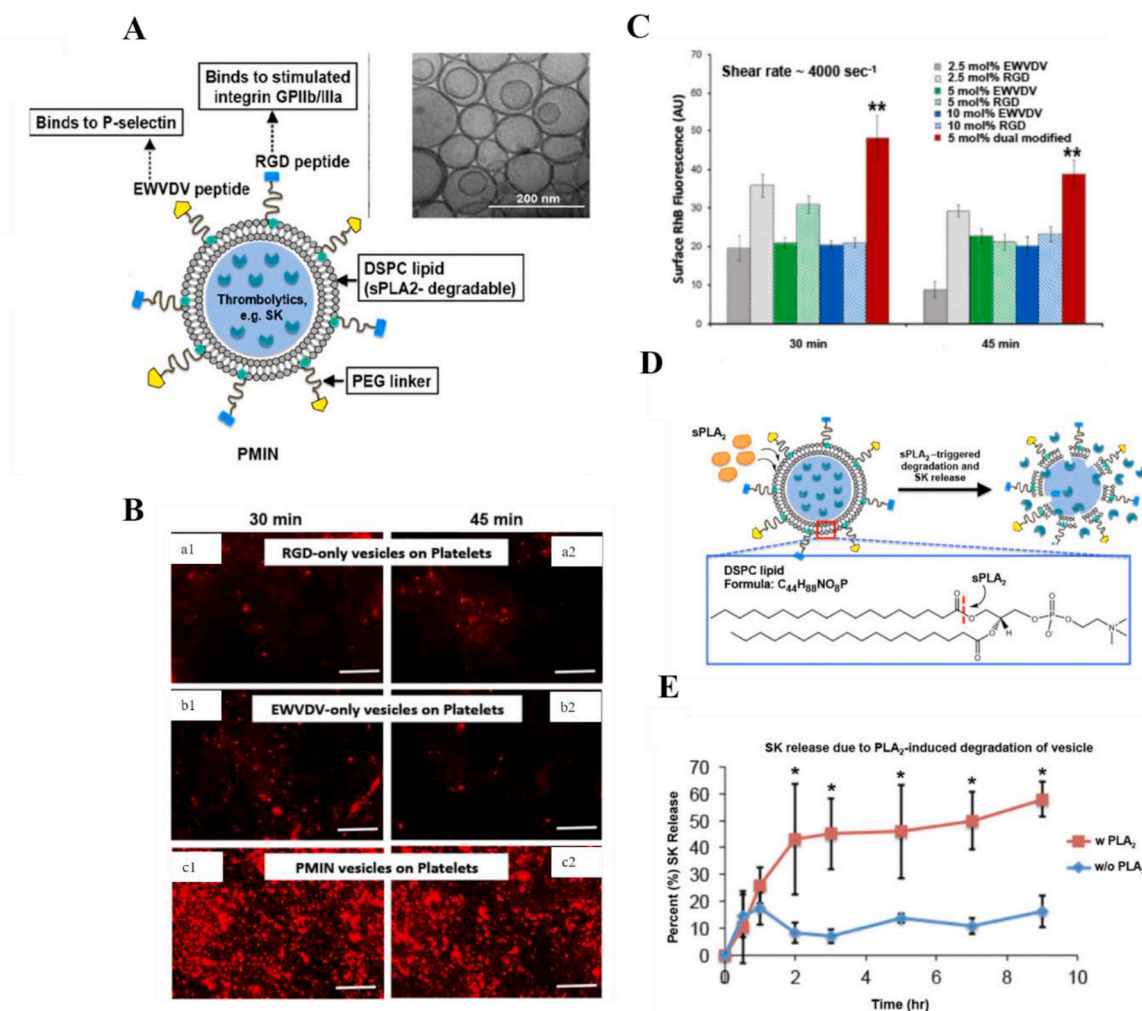 A
Binds to stimulated
integrin GPIIb/IIIa
Binds to P-selectin
RGD peptide
EWVDV peptide
200 nm
DSPC lipid
(sPLA2- degradable)
Thrombolytics,
e.g. SK
PEG linker
PMIN
B
30 min
45 min
a1
RGD-only vesicles on Platelets
a2
b1
EWVDV-only vesicles on Platelets
b2
c1
PMIN vesicles on Platelets
c2
C
Surface RhB Fluorescence (AU)
70
60
50
40
30
20
10
0
Shear rate ~ 4000 sec⁻¹
2.5 mol% EWVDV
2.5 mol% RGD
5 mol% EWVDV
5 mol% RGD
10 mol% EWVDV
10 mol% RGD
5 mol% dual modified
**
**
30 min
45 min
D
sPLA₂
sPLA₂ –triggered
degradation and
SK release
DSPC lipid
Formula: C₄₄H₈₈NO₈P
sPLA₂
O
O
O
P
O
O⁻
N⁺
O
H
O
E
SK release due to PLA₂-induced degradation of vesicle
Percent (%) SK Release
70
60
50
40
30
20
10
0
*
*
*
*
*
w PLA₂
w/o PLA₂
0
2
4
6
8
10
Time (hr)